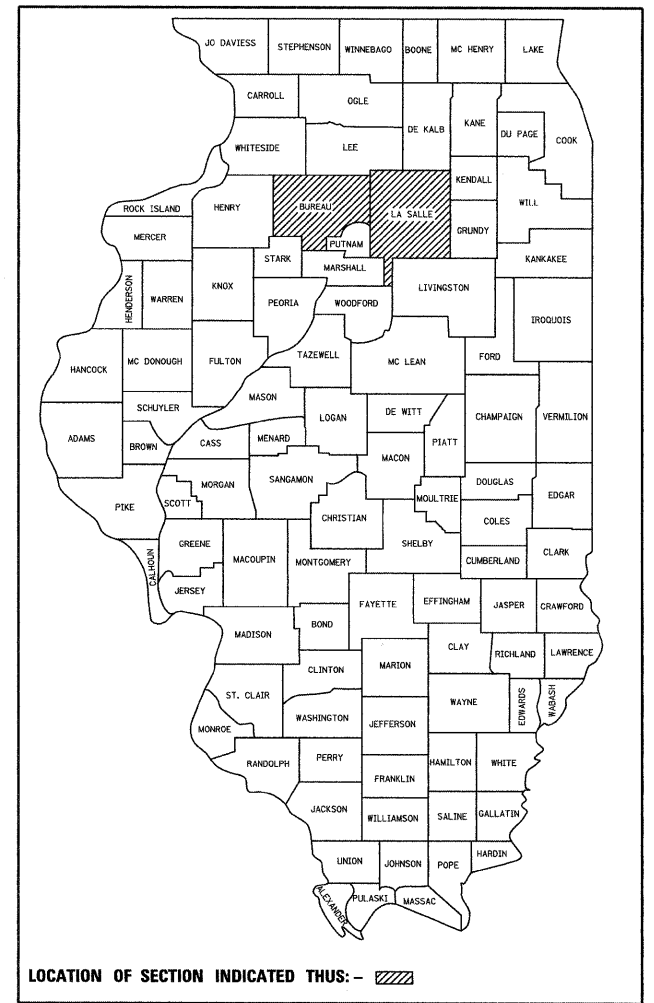 JO DAVIESS
STEPHENSON
WINNEBAGO
BOONE
MC HENRY
LAKE
CARROLL
OGLE
DE KALB
KANE
DU PAGE
COOK
WHITESIDE
LEE
KENDALL
WILL
ROCK ISLAND
HENRY
BUREAU
LA SALLE
GRUNDY
MERCER
PUTNAM
STARK
MARSHALL
KANKAKEE
HENDERSON
WARREN
KNOX
PEORIA
WOODFORD
LIVINGSTON
IROQUOIS
HANCOCK
MC DONOUGH
FULTON
TAZEWELL
MC LEAN
FORD
MASON
SCHUYLER
LOGAN
DE WITT
CHAMPAIGN
VERMILION
ADAMS
BROWN
CASS
MENARD
PIATT
MACON
MORGAN
SANGAMON
DOUGLAS
EDGAR
PIKE
SCOTT
CHRISTIAN
MOULTRIE
COLES
GREENE
MACOUPIN
MONTGOMERY
SHELBY
CUMBERLAND
CLARK
CALHOUN
JERSEY
FAYETTE
EFFINGHAM
JASPER
CRAWFORD
MADISON
BOND
CLAY
RICHLAND
LAWRENCE
CLINTON
MARION
ST. CLAIR
WAYNE
EDWARDS
WABASH
WASHINGTON
JEFFERSON
MONROE
RANDOLPH
PERRY
HAMILTON
WHITE
FRANKLIN
JACKSON
WILLIAMSON
SALINE
GALLATIN
UNION
JOHNSON
POPE
HARDIN
ALEXANDER
PULASKI
MASSAC
LOCATION OF SECTION INDICATED THUS: –